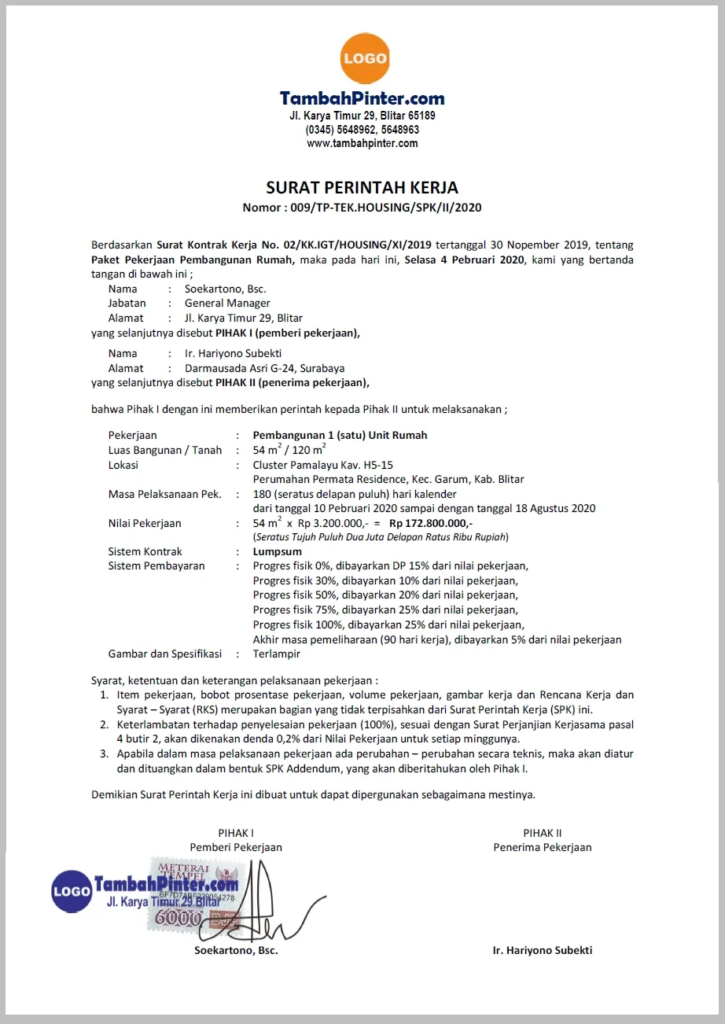 LOGO
TambahPinter.com
Jl. Karya Timur 29, Blitar 65189
(0345) 5648962, 5648963
www.tambahpinter.com
SURAT PERINTAH KERJA
Nomor : 009/TP-TEK.HOUSING/SPK/II/2020
Berdasarkan Surat Kontrak Kerja No. 02/KK.IGT/HOUSING/XI/2019 tertanggal 30 Nopember 2019, tentang
Paket Pekerjaan Pembangunan Rumah, maka pada hari ini, Selasa 4 Pebruari 2020, kami yang bertanda
tangan di bawah ini ;
Nama : Soekartono, Bsc.
Jabatan : General Manager
Alamat : Jl. Karya Timur 29, Blitar
yang selanjutnya disebut PIHAK I (pemberi pekerjaan),
Nama : Ir. Hariyono Subekti
Alamat : Darmausada Asri G-24, Surabaya
yang selanjutnya disebut PIHAK II (penerima pekerjaan),
bahwa Pihak I dengan ini memberikan perintah kepada Pihak II untuk melaksanakan ;
Pekerjaan : Pembangunan 1 (satu) Unit Rumah
Luas Bangunan / Tanah : 54 m² / 120 m²
Lokasi : Cluster Pamalayu Kav. H5-15
Perumahan Permata Residence, Kec. Garum, Kab. Blitar
Masa Pelaksanaan Pek. : 180 (seratus delapan puluh) hari kalender
dari tanggal 10 Pebruari 2020 sampai dengan tanggal 18 Agustus 2020
Nilai Pekerjaan : 54 m² x Rp 3.200.000,- = Rp 172.800.000,-
(Seratus Tujuh Puluh Dua Juta Delapan Ratus Ribu Rupiah)
Sistem Kontrak : Lumpsum
Sistem Pembayaran : Progres fisik 0%, dibayarkan DP 15% dari nilai pekerjaan,
Progres fisik 30%, dibayarkan 10% dari nilai pekerjaan,
Progres fisik 50%, dibayarkan 20% dari nilai pekerjaan,
Progres fisik 75%, dibayarkan 25% dari nilai pekerjaan,
Progres fisik 100%, dibayarkan 25% dari nilai pekerjaan,
Akhir masa pemeliharaan (90 hari kerja), dibayarkan 5% dari nilai pekerjaan
Gambar dan Spesifikasi : Terlampir
Syarat, ketentuan dan keterangan pelaksanaan pekerjaan :
1. Item pekerjaan, bobot prosentase pekerjaan, volume pekerjaan, gambar kerja dan Rencana Kerja dan
Syarat – Syarat (RKS) merupakan bagian yang tidak terpisahkan dari Surat Perintah Kerja (SPK) ini.
2. Keterlambatan terhadap penyelesaian pekerjaan (100%), sesuai dengan Surat Perjanjian Kerjasama pasal
4 butir 2, akan dikenakan denda 0,2% dari Nilai Pekerjaan untuk setiap minggunya.
3. Apabila dalam masa pelaksanaan pekerjaan ada perubahan – perubahan secara teknis, maka akan diatur
dan dituangkan dalam bentuk SPK Addendum, yang akan diberitahukan oleh Pihak I.
Demikian Surat Perintah Kerja ini dibuat untuk dapat dipergunakan sebagaimana mestinya.
PIHAK I PIHAK II
Pemberi Pekerjaan Penerima Pekerjaan
METERAI
TEMPEL
LOGO TambahPinter.com
Jl. Karya Timur 29 Blitar
6000
Soekartono, Bsc. Ir. Hariyono Subekti